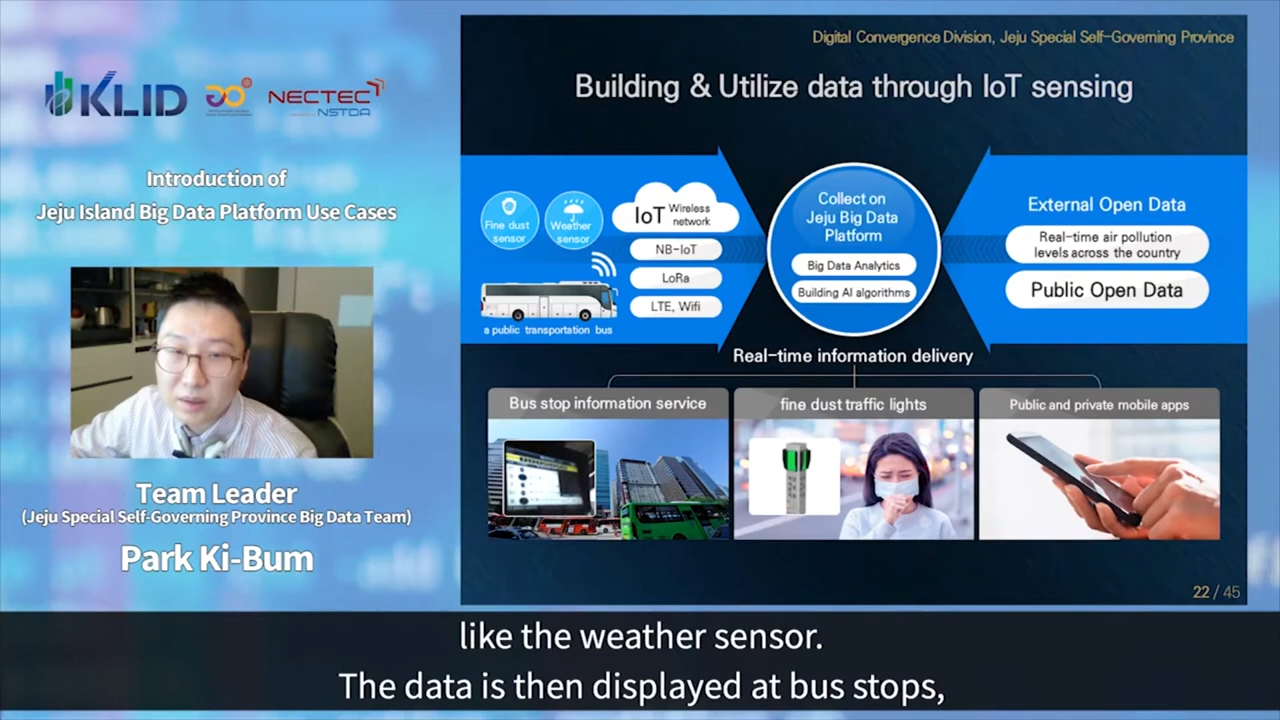 KLID
NECTEC
NSTDA
Introduction of
Jeju Island Big Data Platform Use Cases
Team Leader
(Jeju Special Self-Governing Province Big Data Team)
Park Ki-Bum
Digital Convergence Division, Jeju Special Self-Governing Province
Building & Utilize data through IoT sensing
Fine dust
sensor
Weather
sensor
a public transportation bus
IoT Wireless
network
NB-IoT
LoRa
LTE, Wifi
Collect on
Jeju Big Data
Platform
Big Data Analytics
Building AI algorithms
External Open Data
Real-time air pollution
levels across the country
Public Open Data
Real-time information delivery
Bus stop information service
fine dust traffic lights
Public and private mobile apps
22 / 45
like the weather sensor.
The data is then displayed at bus stops,